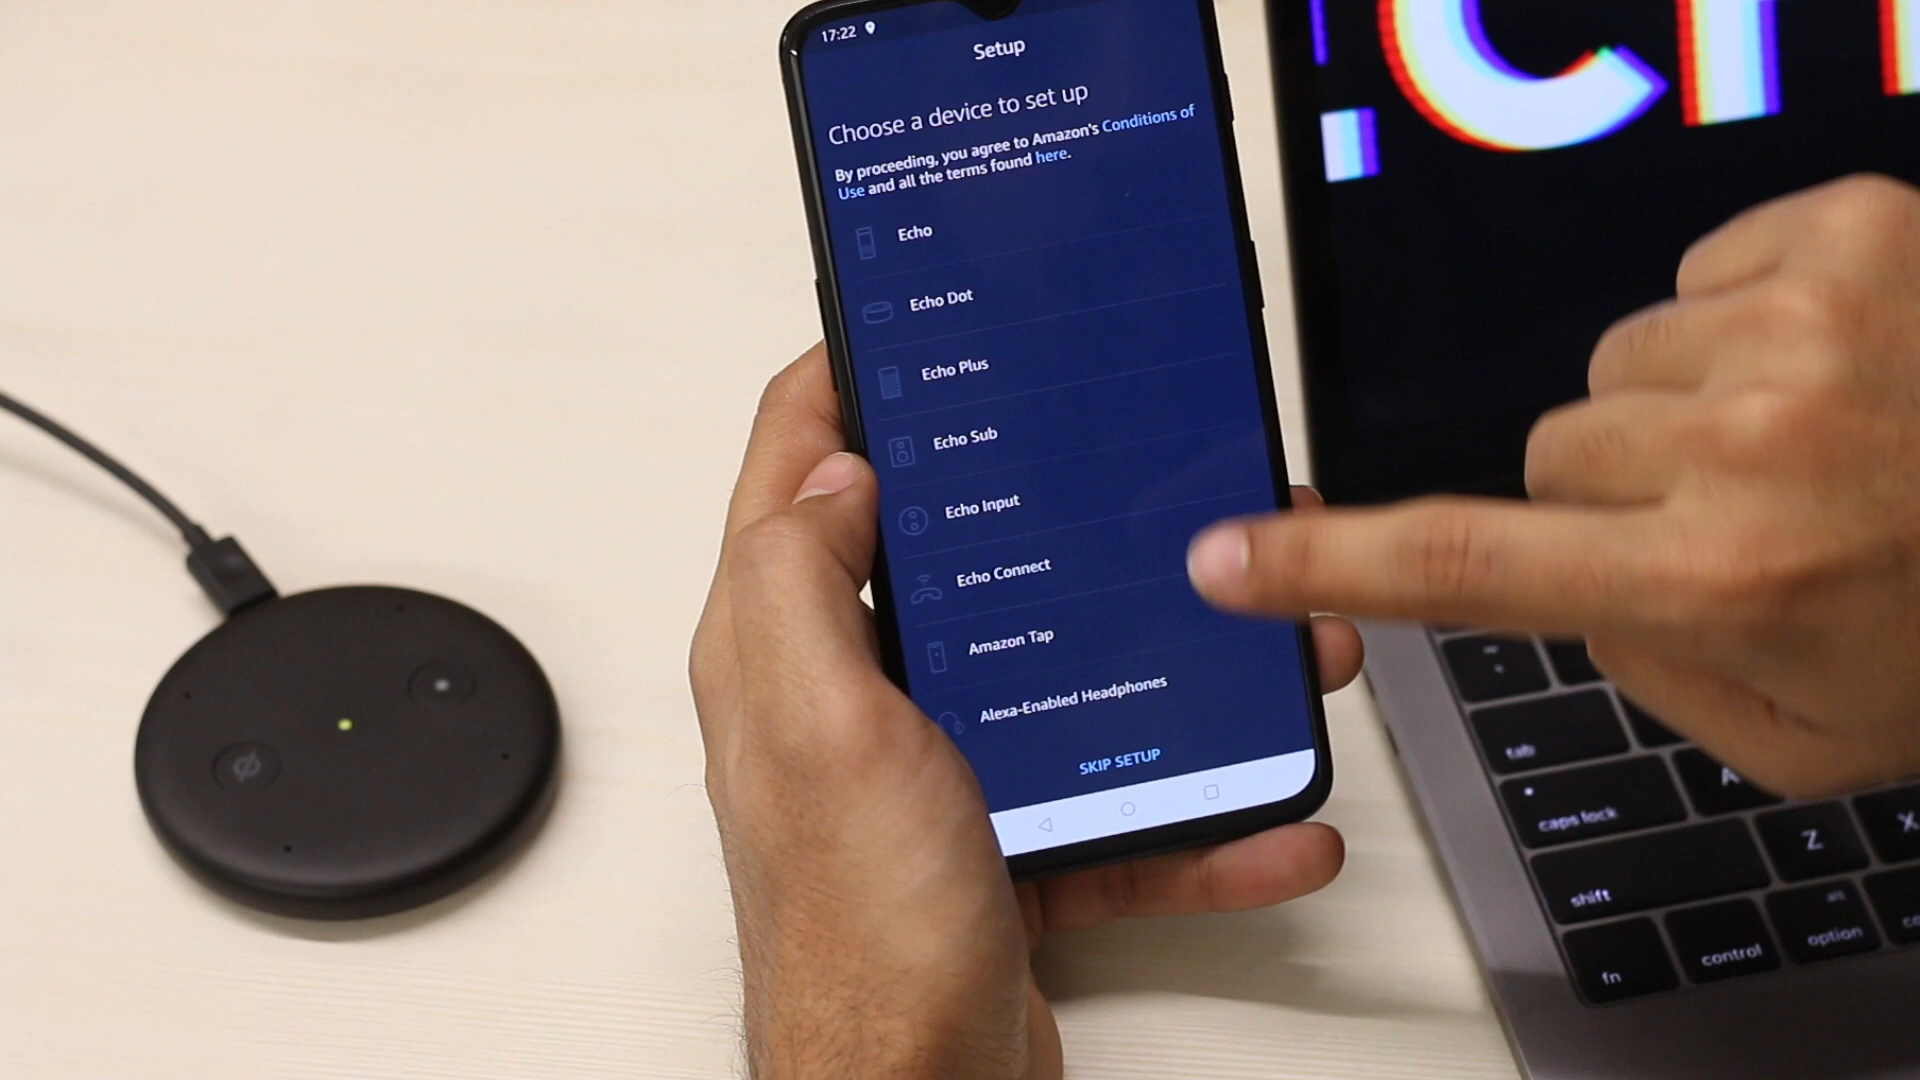 17:22
Setup
Choose a device to set up
By proceeding, you agree to Amazon's Conditions of
Use and all the terms found here.
Echo
Echo Dot
Echo Plus
Echo Sub
Echo Input
Echo Connect
Amazon Tap
Alexa-Enabled Headphones
SKIP SETUP
tab
caps lock
A
shift
Z
X
fn
control
alt
option